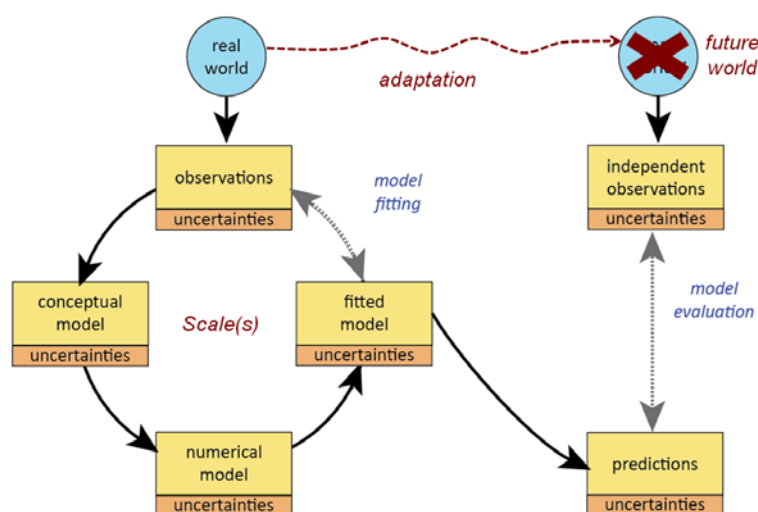 real
world
adaptation
future
world
observations
uncertainties
model
fitting
independent
observations
uncertainties
conceptual
model
uncertainties
Scale(s)
fitted
model
uncertainties
model
evaluation
numerical
model
uncertainties
predictions
uncertainties